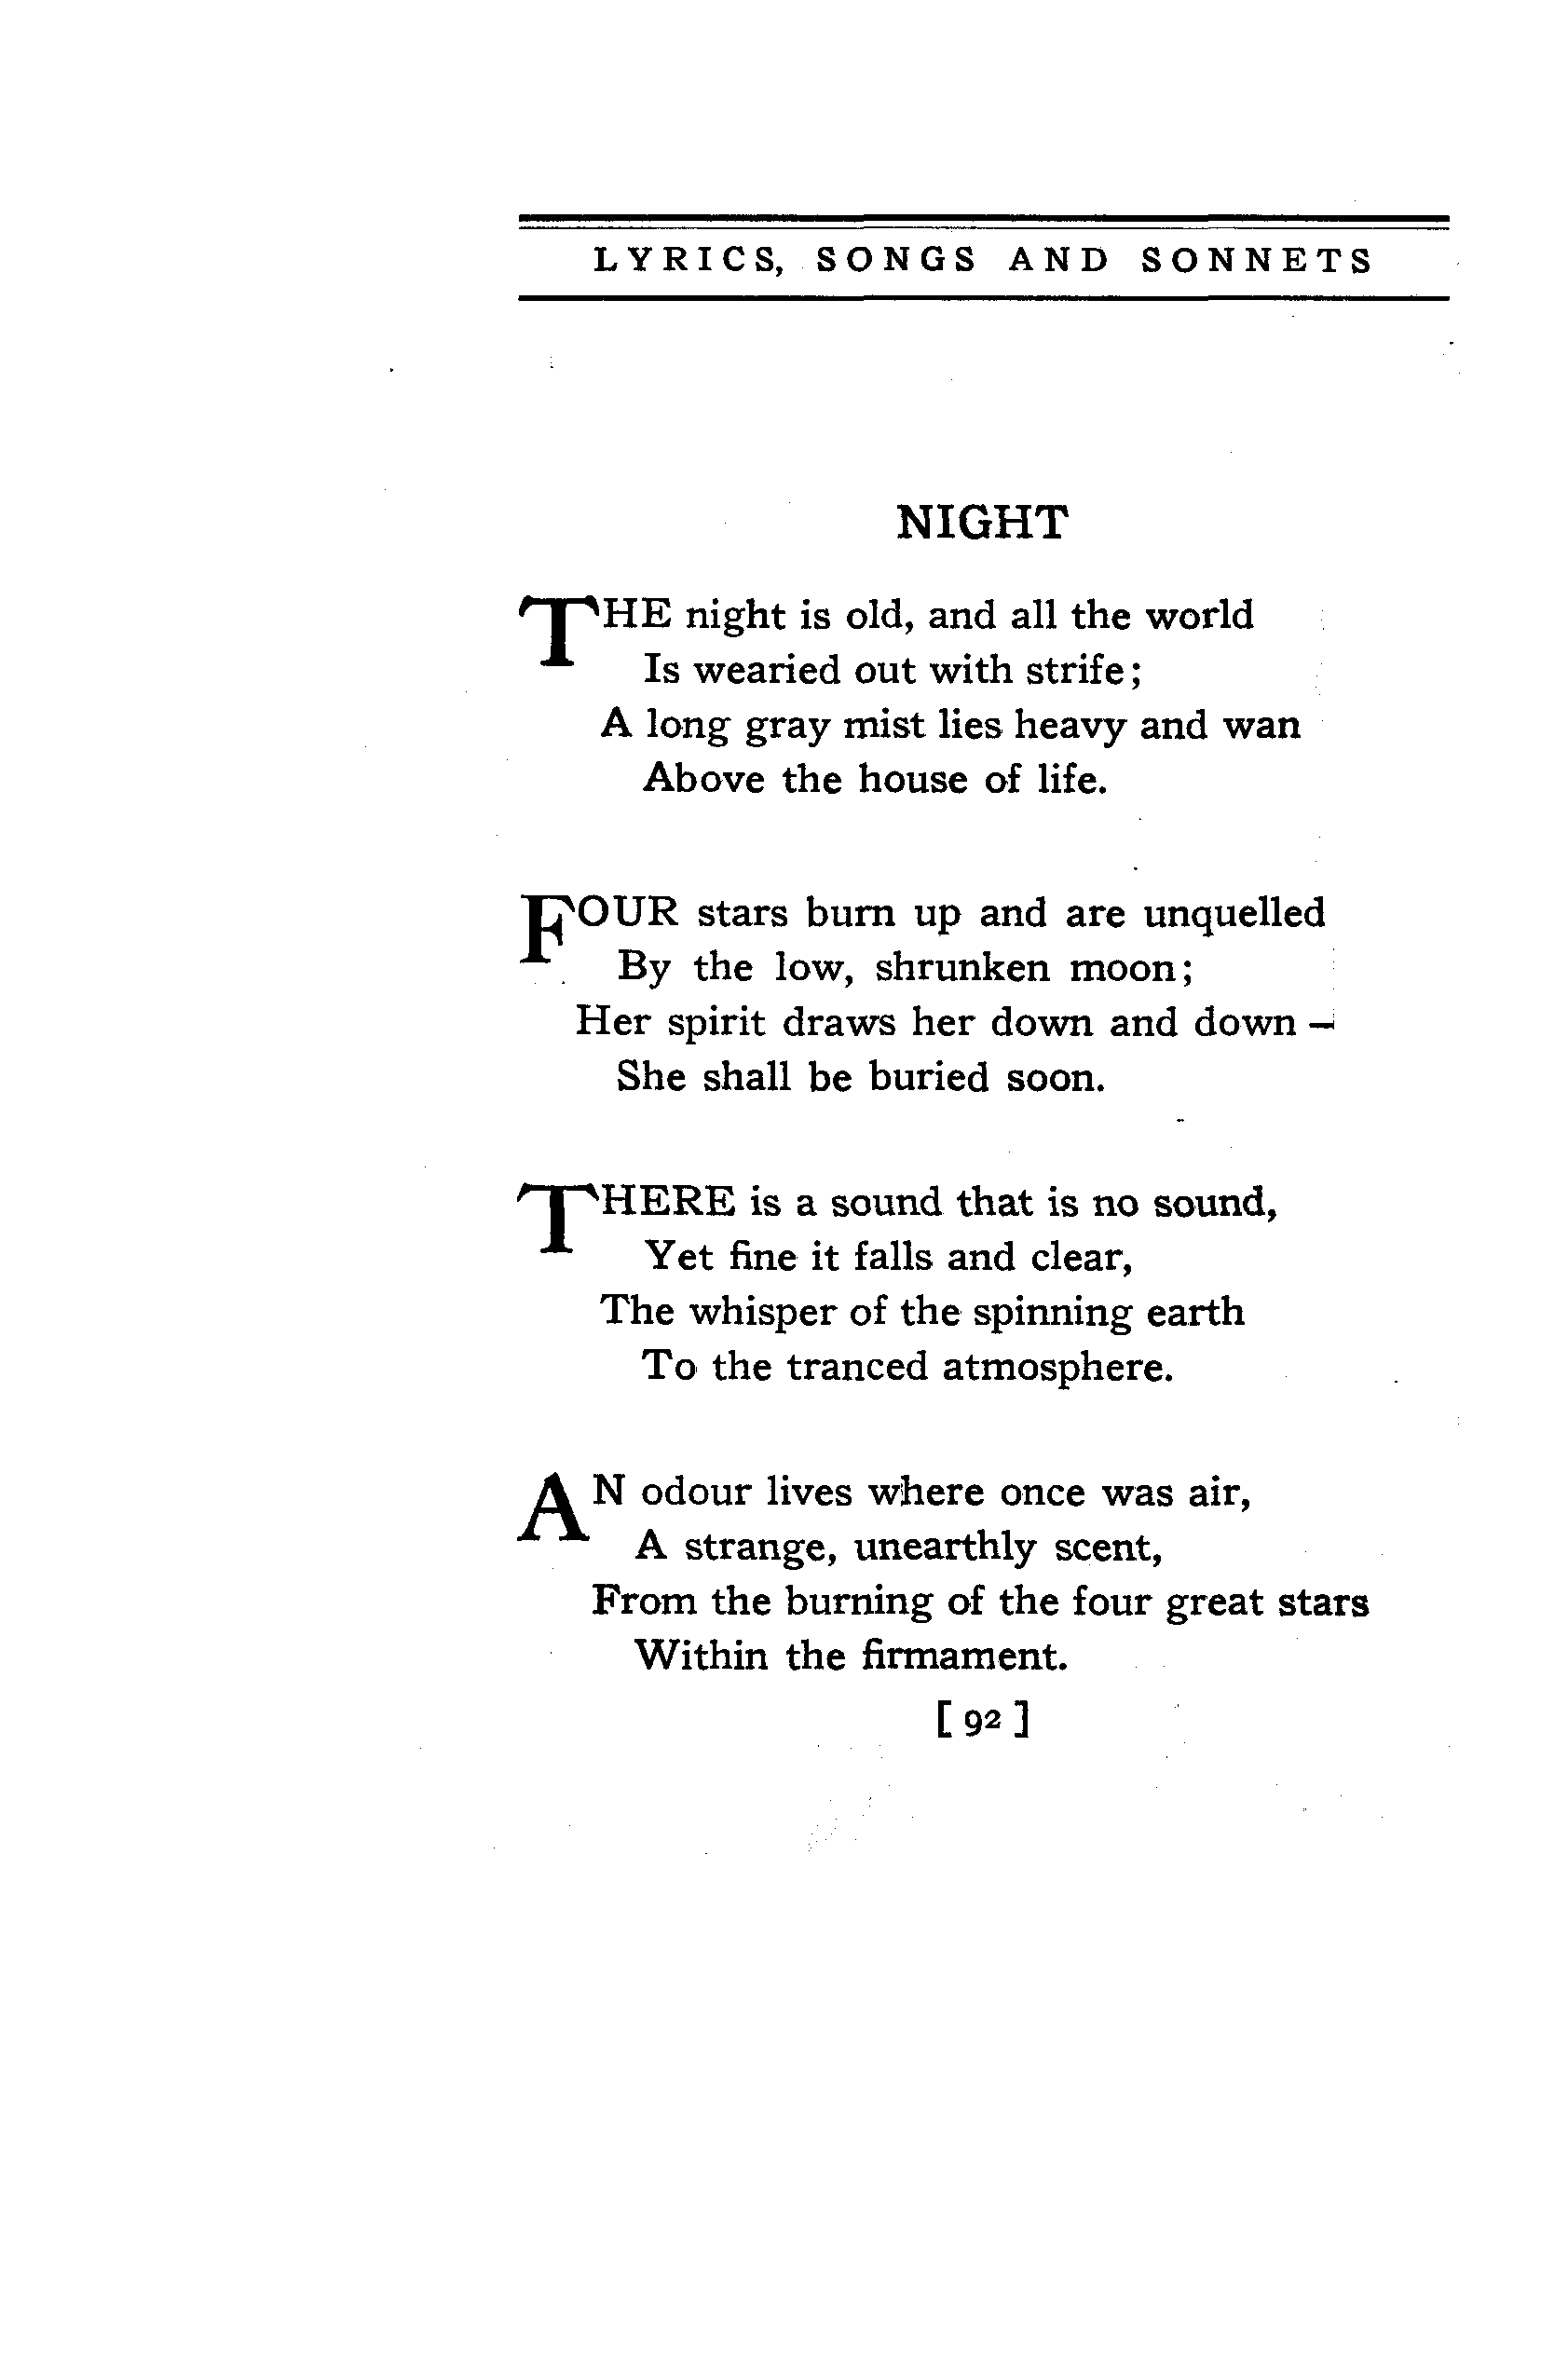 LYRICS, SONGS AND SONNETS
NIGHT
THE night is old, and all the world
Is wearied out with strife;
A long gray mist lies heavy and wan
Above the house of life.
FOUR stars burn up and are unquelled
By the low, shrunken moon;
Her spirit draws her down and down —
She shall be buried soon.
THERE is a sound that is no sound,
Yet fine it falls and clear,
The whisper of the spinning earth
To the tranced atmosphere.
AN odour lives where once was air,
A strange, unearthly scent,
From the burning of the four great stars
Within the firmament.
[ 92 ]